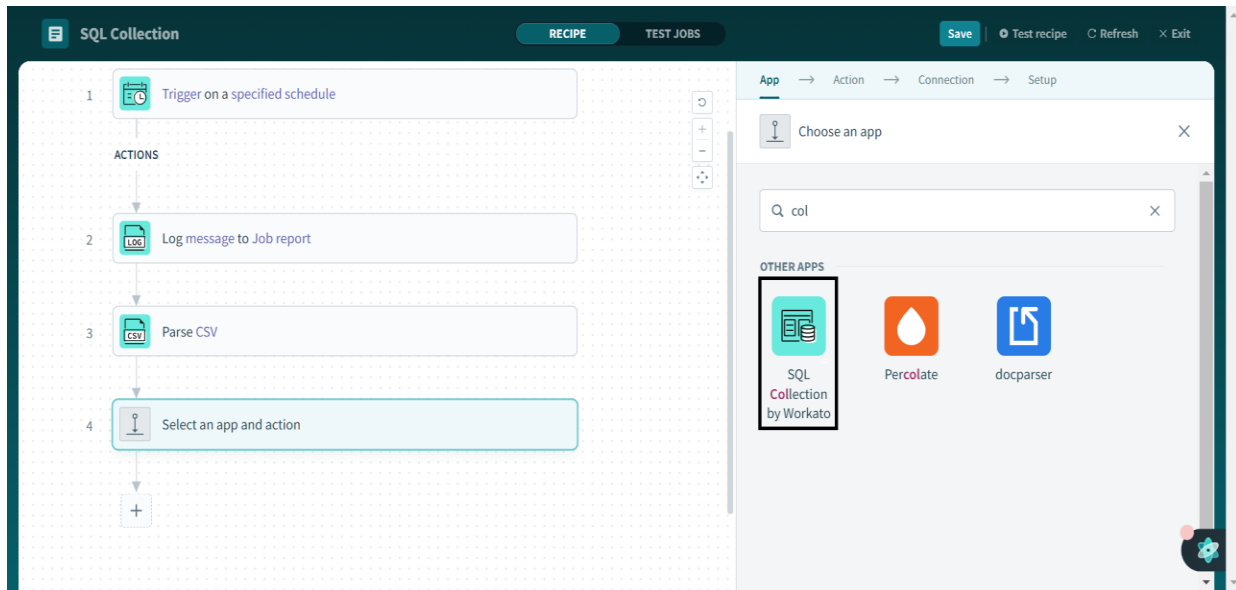 SQL Collection
RECIPE
TEST JOBS
Save
Test recipe
Refresh
Exit
1
Trigger on a specified schedule
ACTIONS
2
LOG
Log message to Job report
3
CSV
Parse CSV
4
Select an app and action
App → Action → Connection → Setup
Choose an app
col
OTHER APPS
SQL
Collection
by Workato
Percolate
docparser